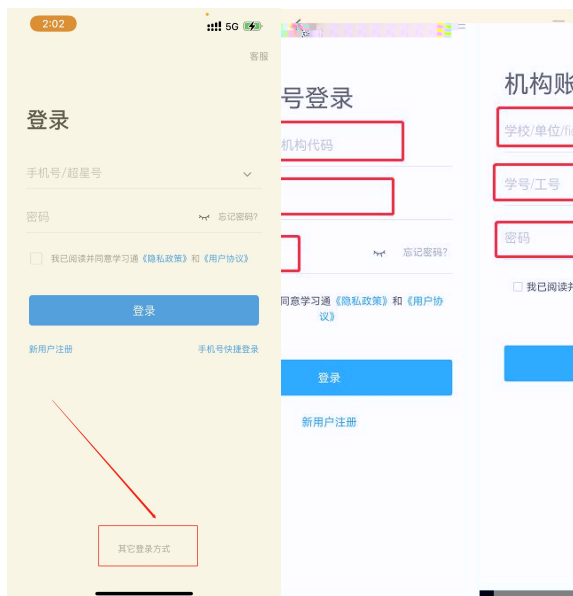 2:02
5G
客服
登录
手机号/超星号
密码
忘记密码?
我已阅读并同意学习通《隐私政策》和《用户协议》
登录
新用户注册
手机号快捷登录
其它登录方式
号登录
机构代码
忘记密码?
同意学习通《隐私政策》和《用户协
议》
登录
新用户注册
机构账
学校/单位/fi
学号/工号
密码
我已阅读并